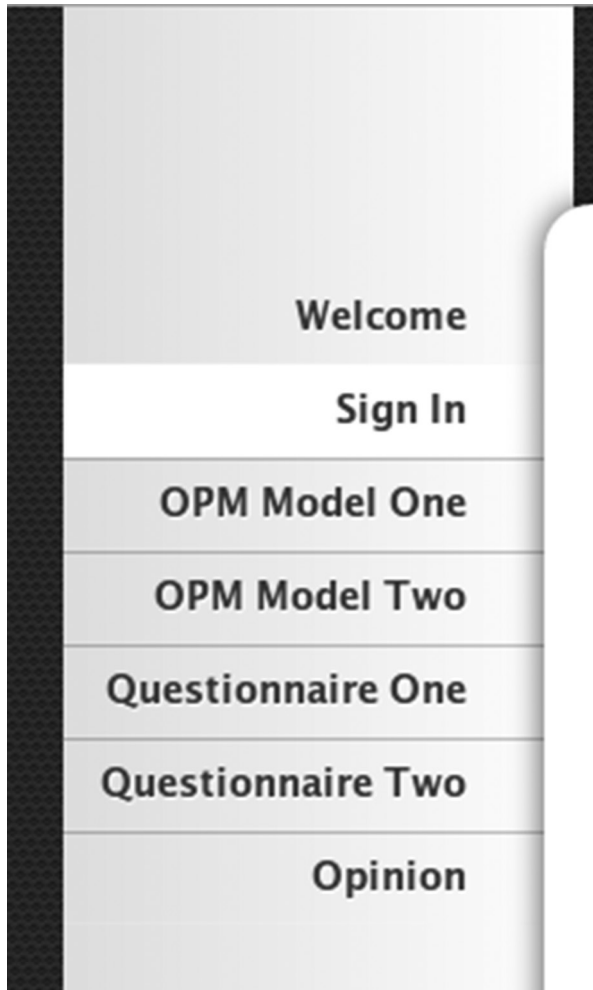 Welcome
Sign In
OPM Model One
OPM Model Two
Questionnaire One
Questionnaire Two
Opinion